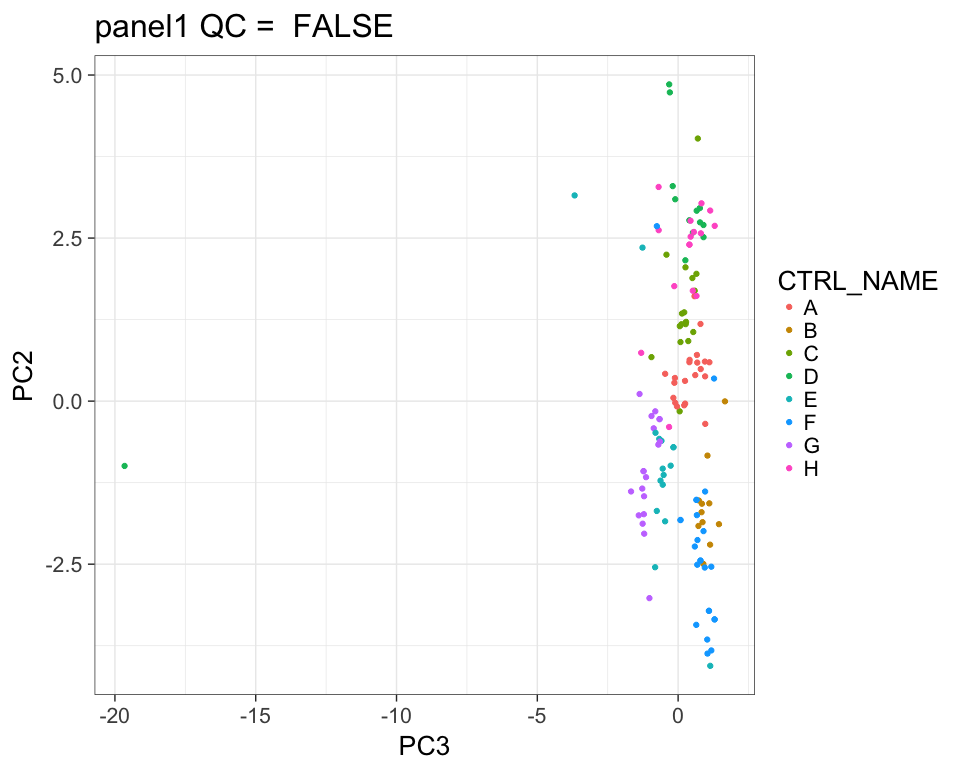 panel1 QC =  FALSE
5.0
2.5
0.0
-2.5
PC2
-20
-15
-10
-5
0
PC3
CTRL_NAME
A
B
C
D
E
F
G
H